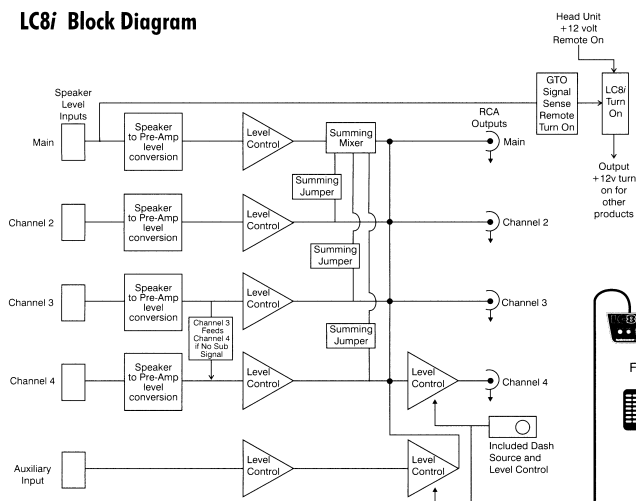 LC8i Block Diagram
Head Unit
+12 volt
Remote On
GTO
Signal
Sense
Remote
Turn On
LC8i
Turn
On
Output
+12v turn
on for
other
products
Speaker
Level
Inputs
RCA
Outputs
Main
Speaker
to Pre-Amp
level
conversion
Level
Control
Summing
Mixer
Main
Summing
Jumper
Channel 2
Speaker
to Pre-Amp
level
conversion
Level
Control
Channel 2
Summing
Jumper
Channel 3
Speaker
to Pre-Amp
level
conversion
Level
Control
Channel 3
Channel 3
Feeds
Channel 4
if No Sub
Signal
Summing
Jumper
Channel 4
Speaker
to Pre-Amp
level
conversion
Level
Control
Level
Control
Channel 4
Included Dash
Source and
Level Control
Auxiliary
Input
Level
Control
Level
Control
F